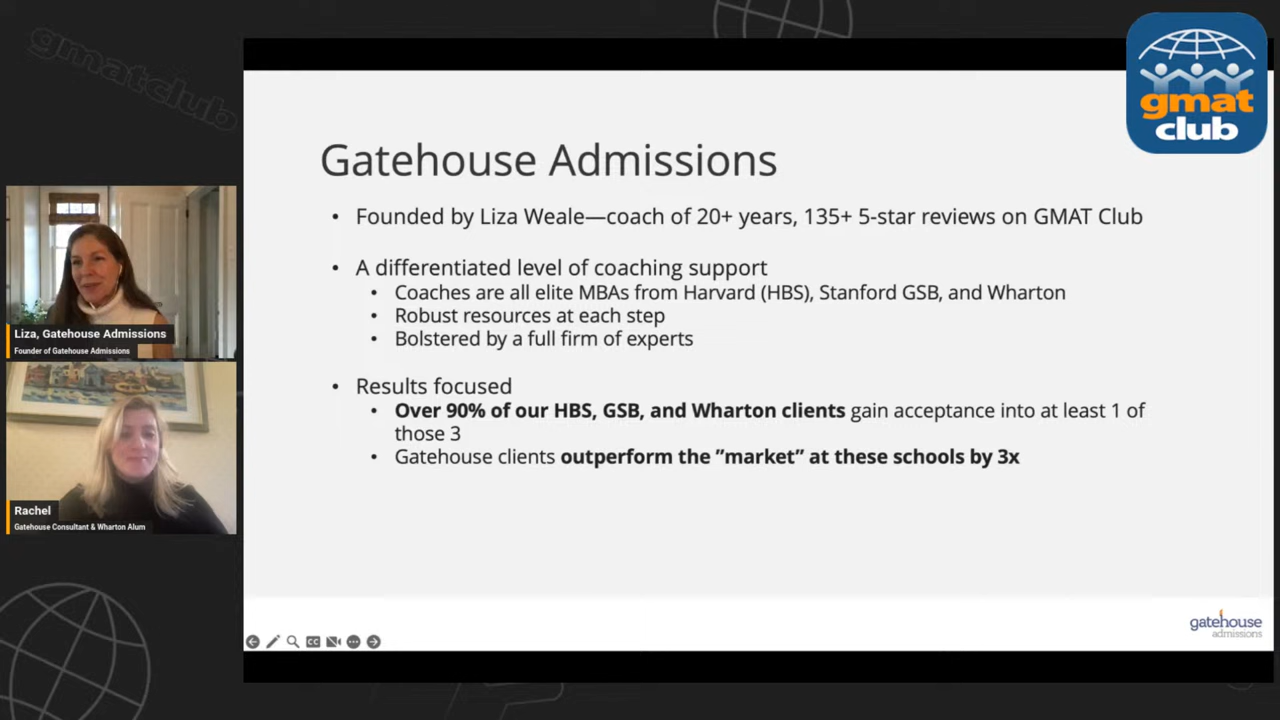 gmatclub
gmat
club
Gatehouse Admissions
• Founded by Liza Weale—coach of 20+ years, 135+ 5-star reviews on GMAT Club
• A differentiated level of coaching support
• Coaches are all elite MBAs from Harvard (HBS), Stanford GSB, and Wharton
• Robust resources at each step
• Bolstered by a full firm of experts
• Results focused
• Over 90% of our HBS, GSB, and Wharton clients gain acceptance into at least 1 of
those 3
• Gatehouse clients outperform the ”market” at these schools by 3x
Liza, Gatehouse Admissions
Founder of Gatehouse Admissions
Rachel
Gatehouse Consultant & Wharton Alum
CC
gatehouse
admissions